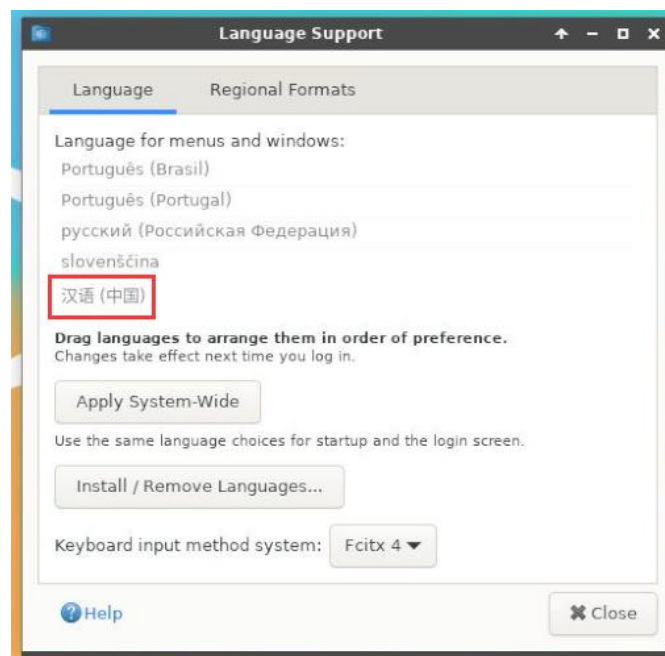 Language Support
Language Regional Formats
Language for menus and windows:
Português (Brasil)
Português (Portugal)
русский (Российская Федерация)
slovenščina
汉语 (中国)
Drag languages to arrange them in order of preference.
Changes take effect next time you log in.
Apply System-Wide
Use the same language choices for startup and the login screen.
Install / Remove Languages...
Keyboard input method system: Fcitx 4
Help Close